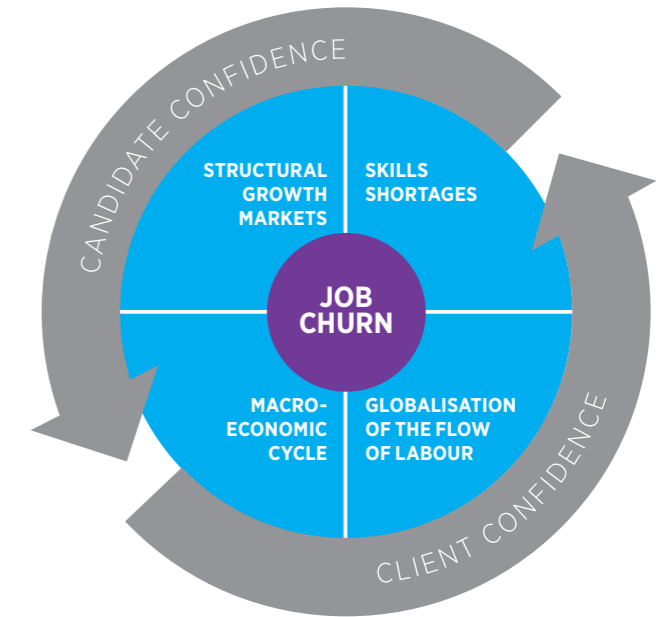 CANDIDATE CONFIDENCE
STRUCTURAL
GROWTH
MARKETS
SKILLS
SHORTAGES
JOB
CHURN
MACRO-
ECONOMIC
CYCLE
GLOBALISATION
OF THE FLOW
OF LABOUR
CLIENT CONFIDENCE